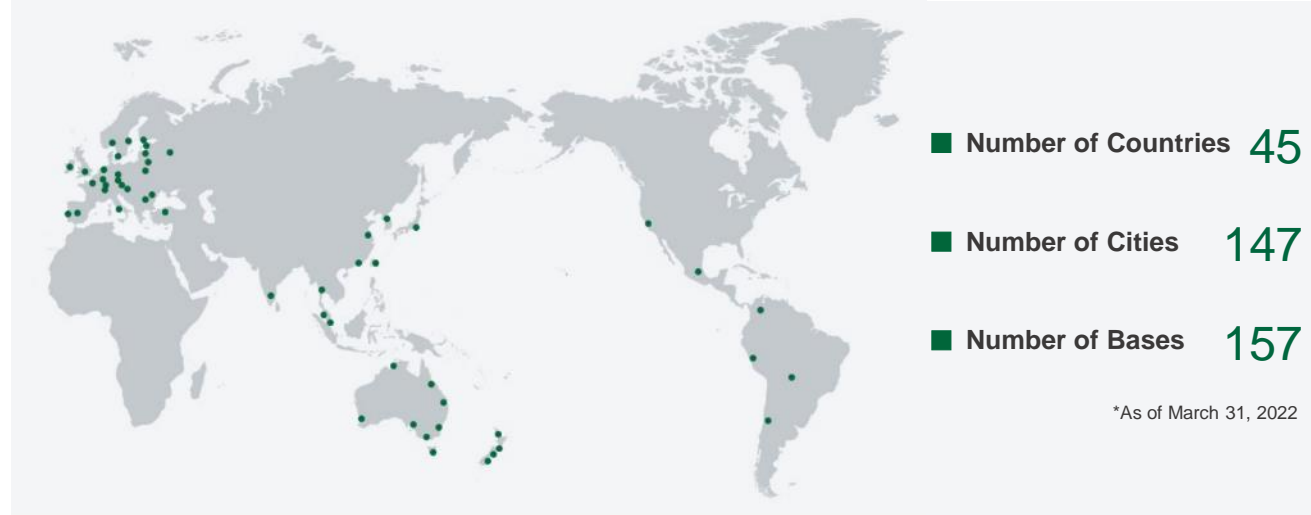 Number of Countries 45
Number of Cities 147
Number of Bases 157
*As of March 31, 2022